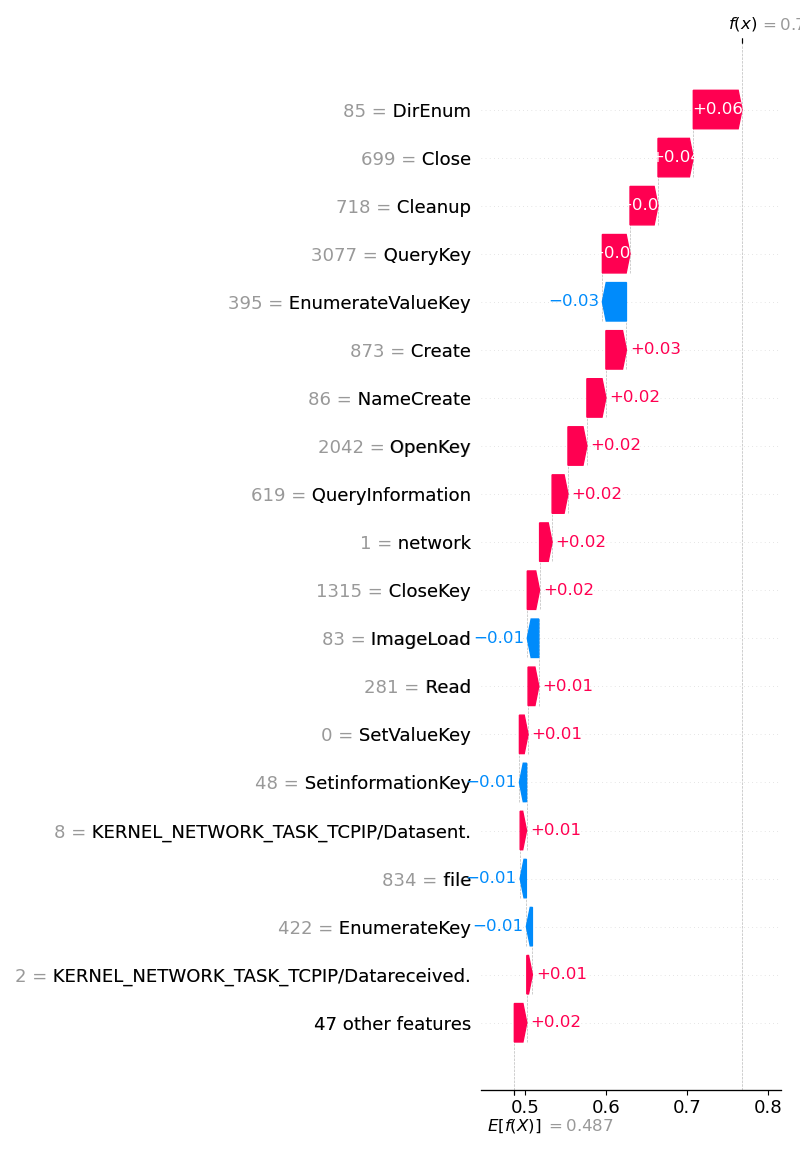 f(x) = 0.7
85 = DirEnum +0.06
699 = Close +0.04
718 = Cleanup
3077 = QueryKey
395 = EnumerateValueKey −0.03
873 = Create +0.03
86 = NameCreate +0.02
2042 = OpenKey +0.02
619 = QueryInformation +0.02
1 = network +0.02
1315 = CloseKey +0.02
83 = ImageLoad −0.01
281 = Read +0.01
0 = SetValueKey +0.01
48 = SetinformationKey −0.01
8 = KERNEL_NETWORK_TASK_TCPIP/Datasent. +0.01
834 = file −0.01
422 = EnumerateKey −0.01
2 = KERNEL_NETWORK_TASK_TCPIP/Datareceived. +0.01
47 other features +0.02
0.5 0.6 0.7 0.8
E[f(X)] = 0.487